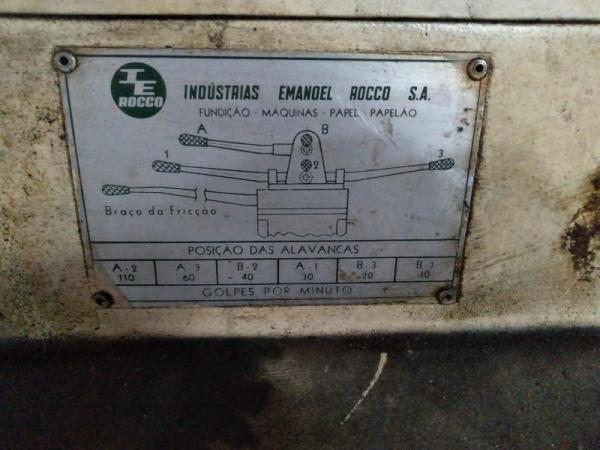 IE
ROCCO
INDÚSTRIAS EMANOEL ROCCO S.A.
FUNDIÇÃO - MÁQUINAS - PAPEL - PAPELÃO
A B
1 2 3
Braço da Fricção
POSIÇÃO DAS ALAVANCAS
A-2 A-3 B-2 A-1 B-3 B-1
110 60 40 30 20 10
GOLPES POR MINUTO